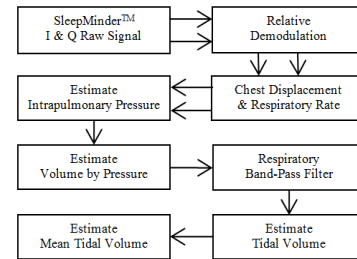 SleepMinder™
I & Q Raw Signal
Relative
Demodulation
Estimate
Intrapulmonary Pressure
Chest Displacement
& Respiratory Rate
Estimate
Volume by Pressure
Respiratory
Band-Pass Filter
Estimate
Mean Tidal Volume
Estimate
Tidal Volume